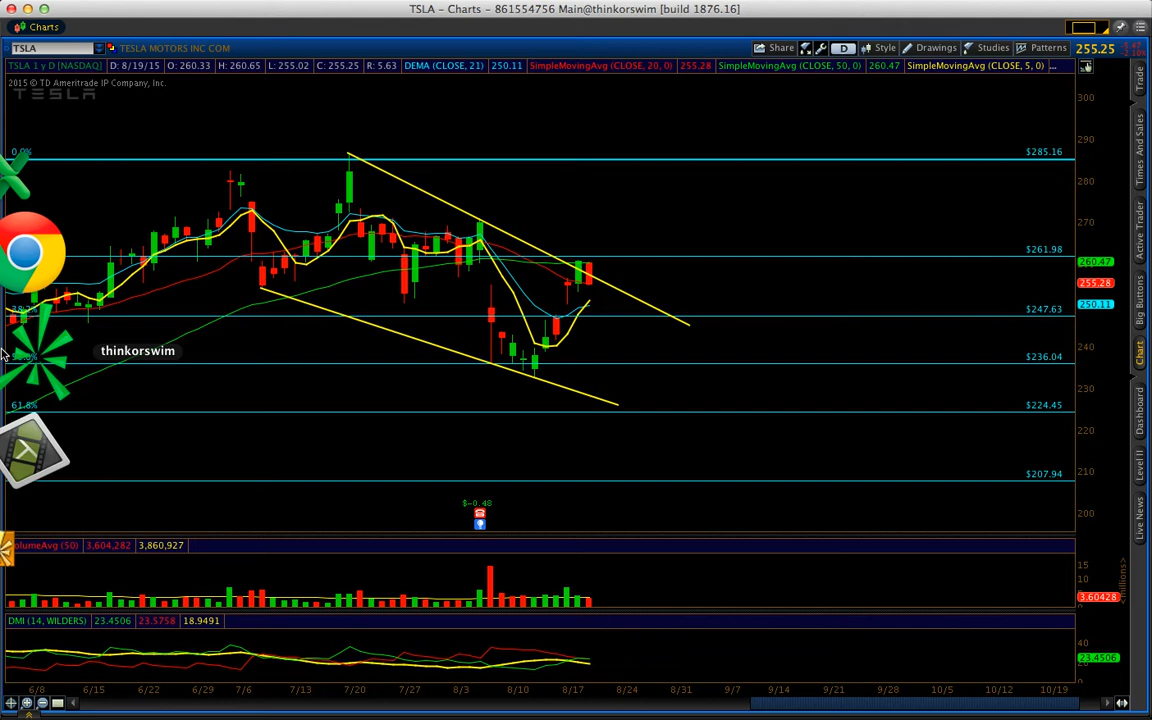 TSLA - Charts - 861554756 Main@thinkorswim [build 1876.16]
Charts
TSLA TESLA MOTORS INC COM Share D Style Drawings Studies Patterns 255.25
TSLA 1 y D [NASDAQ] D: 8/19/15 O: 260.33 H: 260.65 L: 255.02 C: 255.25 R: 5.63 DEMA (CLOSE, 21) 250.11 SimpleMovingAvg (CLOSE, 20, 0) 255.28 SimpleMovingAvg (CLOSE, 50, 0) 260.47 SimpleMovingAvg (CLOSE, 5, 0) ...
2015 © TD Ameritrade IP Company, Inc.
TESLA
300
290
0.0% $285.16
280
270
$261.98
260.47
255.28
250.11
$247.63
240
thinkorswim
$236.04
230
61.8% $224.45
220
210
$207.94
200
$-0.48
VolumeAvg (50) 3,604,282 3,860,927
15
10
3.60428
<millions>
DMI (14, WILDERS) 23.4506 23.5758 18.9491
40
23.4506
0
6/8 6/15 6/22 6/29 7/6 7/13 7/20 7/27 8/3 8/10 8/17 8/24 8/31 9/7 9/14 9/21 9/28 10/5 10/12 10/19
Trade
Times And Sales
Active Trader
Big Buttons
Chart
Dashboard
Level II
Live News